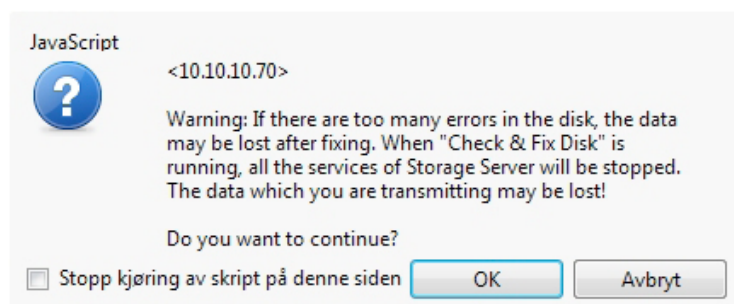 JavaScript
<10.10.10.70>
?
Warning: If there are too many errors in the disk, the data
may be lost after fixing. When "Check & Fix Disk" is
running, all the services of Storage Server will be stopped.
The data which you are transmitting may be lost!
Do you want to continue?
Stopp kjøring av skript på denne siden OK Avbryt